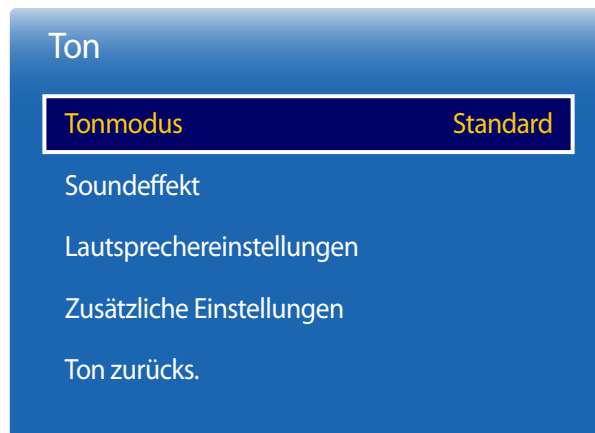 Ton
Tonmodus Standard
Soundeffekt
Lautsprechereinstellungen
Zusätzliche Einstellungen
Ton zurücks.